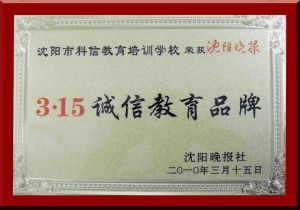 沈阳市科信教育培训学校 荣获 沈阳晚报
3·15 诚信教育品牌
沈阳晚报社
二〇一〇年三月十五日